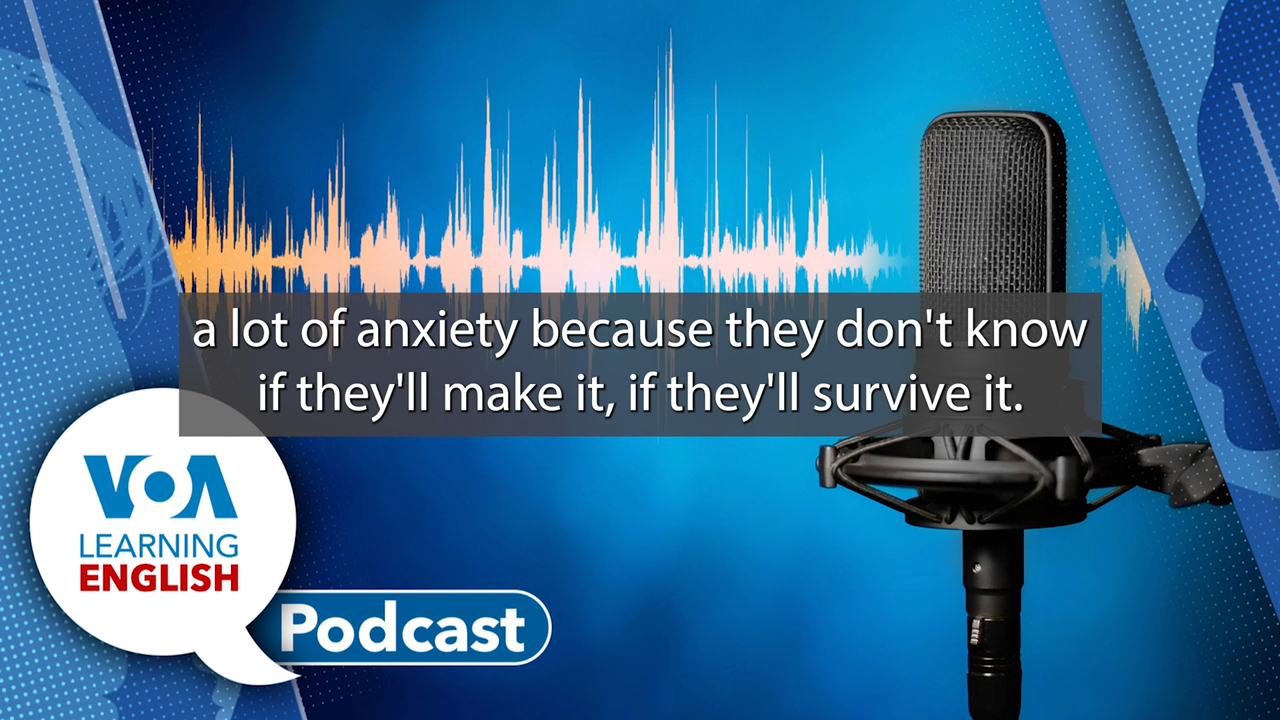 a lot of anxiety because they don't know
if they'll make it, if they'll survive it.
VOA
LEARNING
ENGLISH
Podcast